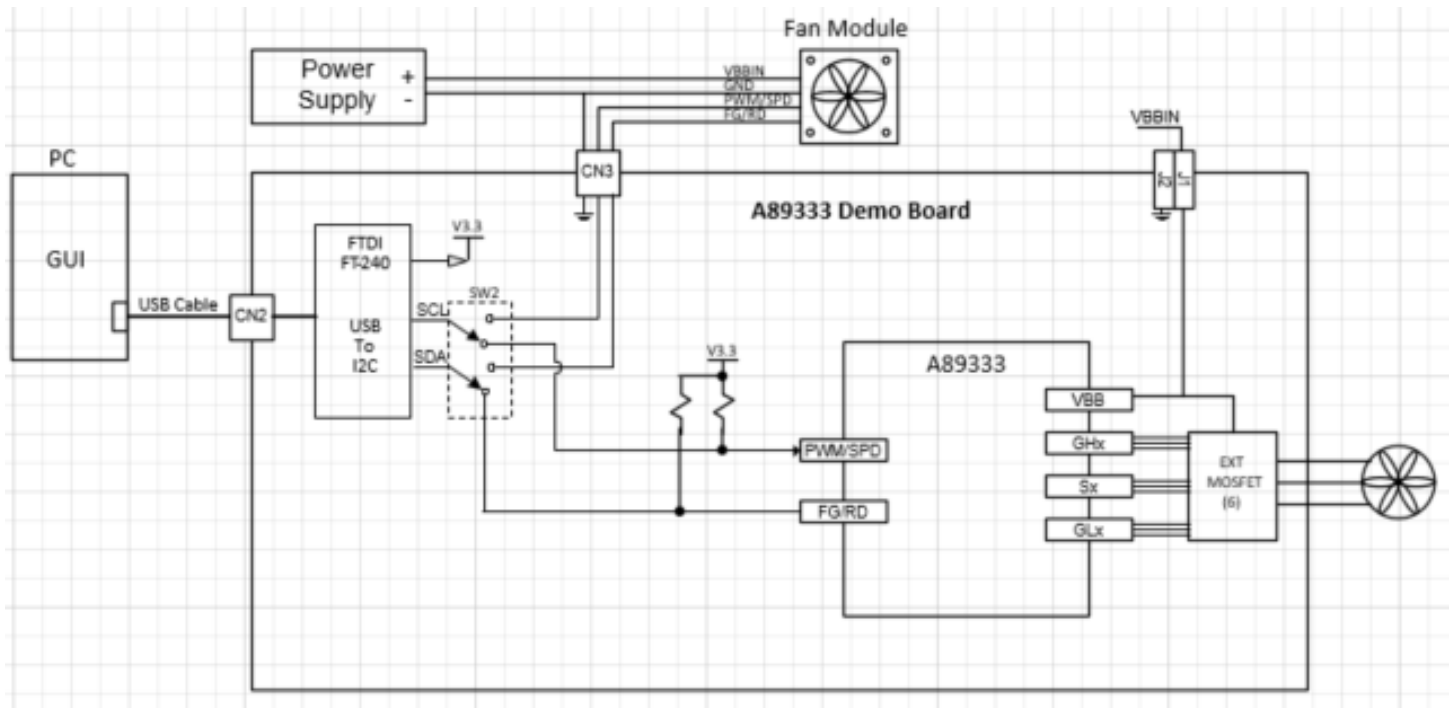 Fan Module
Power
Supply
+
-
VBBIN
GND
PWM/SPD
FG/RD
VBBIN
PC
CN3
J2
J1
A89333 Demo Board
GUI
FTDI
FT-240
V3.3
USB Cable
CN2
SW2
SCL
USB
To
I2C
SDA
V3.3
A89333
VBB
PWM/SPD
GHx
EXT
MOSFET
(6)
Sx
FG/RD
GLx